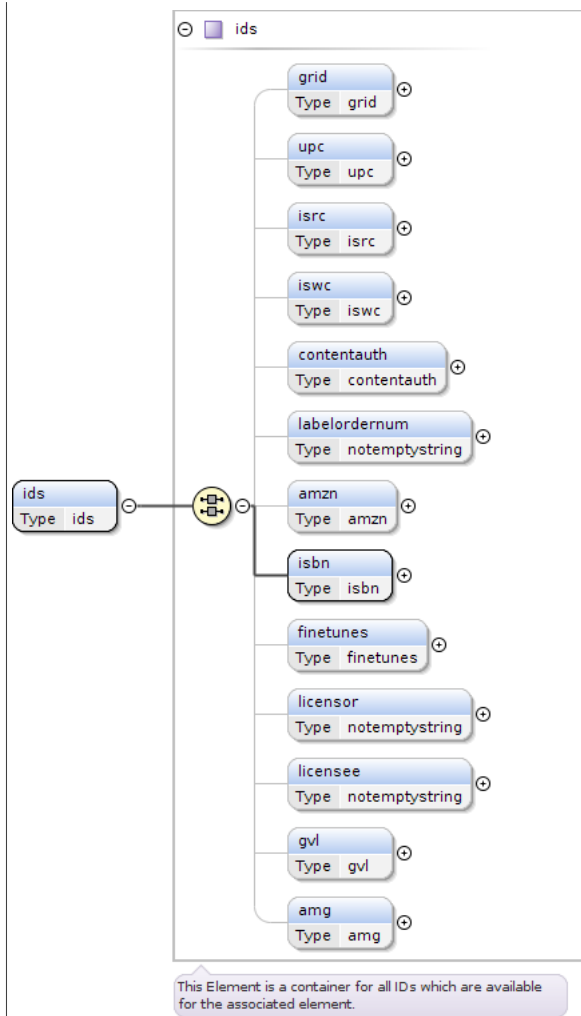 ids
grid
Type grid
upc
Type upc
isrc
Type isrc
iswc
Type iswc
contentauth
Type contentauth
labelordernum
Type notemptystring
ids
Type ids
amzn
Type amzn
isbn
Type isbn
finetunes
Type finetunes
licensor
Type notemptystring
licensee
Type notemptystring
gvl
Type gvl
amg
Type amg
This Element is a container for all IDs which are available
for the associated element.